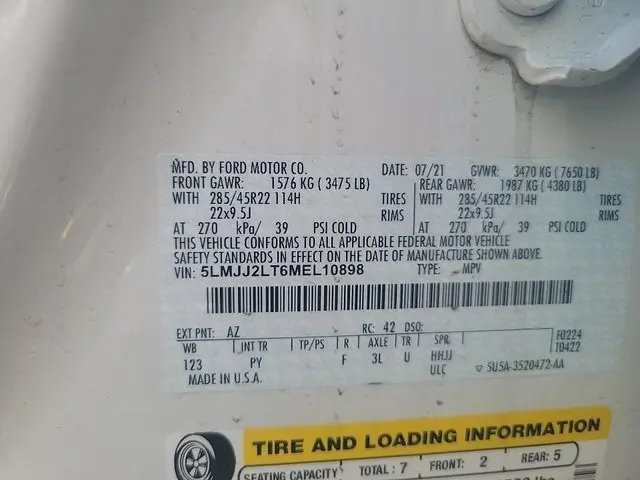 MFD. BY FORD MOTOR CO. DATE: 07/21 GVWR: 3470 KG (7650 LB)
FRONT GAWR: 1576 KG (3475 LB) REAR GAWR: 1987 KG (4380 LB)
WITH 285/45R22 114H TIRES WITH 285/45R22 114H TIRES
22x9.5J RIMS 22x9.5J RIMS
AT 270 kPa/ 39 PSI COLD AT 270 kPa/ 39 PSI COLD
THIS VEHICLE CONFORMS TO ALL APPLICABLE FEDERAL MOTOR VEHICLE
SAFETY STANDARDS IN EFFECT ON THE DATE OF MANUFACTURE SHOWN ABOVE.
VIN: 5LMJJ2LT6MEL10898 TYPE: MPV
EXT PNT: AZ RC: 42 DSO: F0224
WB INT TR TP/PS R AXLE TR SPR T0422
123 PY F 3L U HHJJ
MADE IN U.S.A. ULC ▽ 5U5A-3520472-AA
TIRE AND LOADING INFORMATION
SEATING CAPACITY TOTAL: 7 FRONT: 2 REAR: 5
lbs